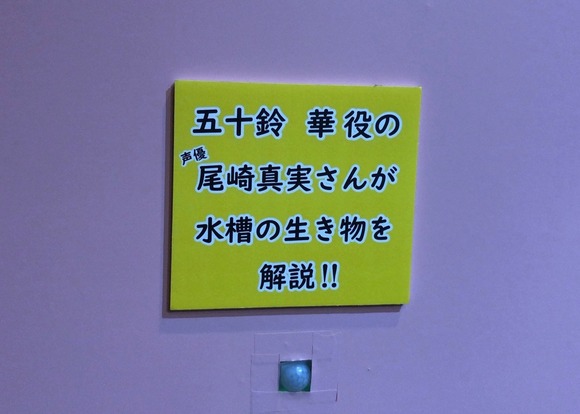 五十鈴 華役の
声優
尾崎真実さんが
水槽の生き物を
解説!!